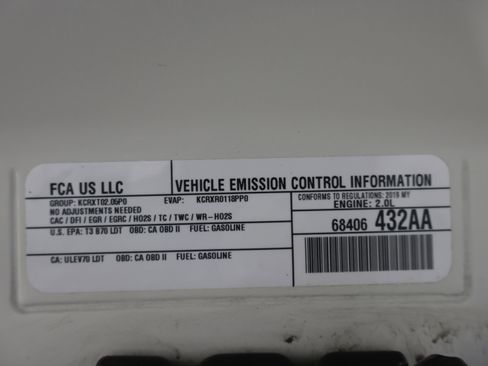 FCA US LLC VEHICLE EMISSION CONTROL INFORMATION
GROUP: KCRXT02.05P0 EVAP: KCRXR0118PP0
NO ADJUSTMENTS NEEDED
CAC / DFI / EGR / EGRC / HO2S / TC / TWC / WR-HO2S
CONFORMS TO REGULATIONS: 2019 MY
ENGINE: 2.0L
U.S. EPA: T3 B70 LDT OBD: CA OBD II FUEL: GASOLINE
68406 432AA
CA: ULEV70 LDT OBD: CA OBD II FUEL: GASOLINE